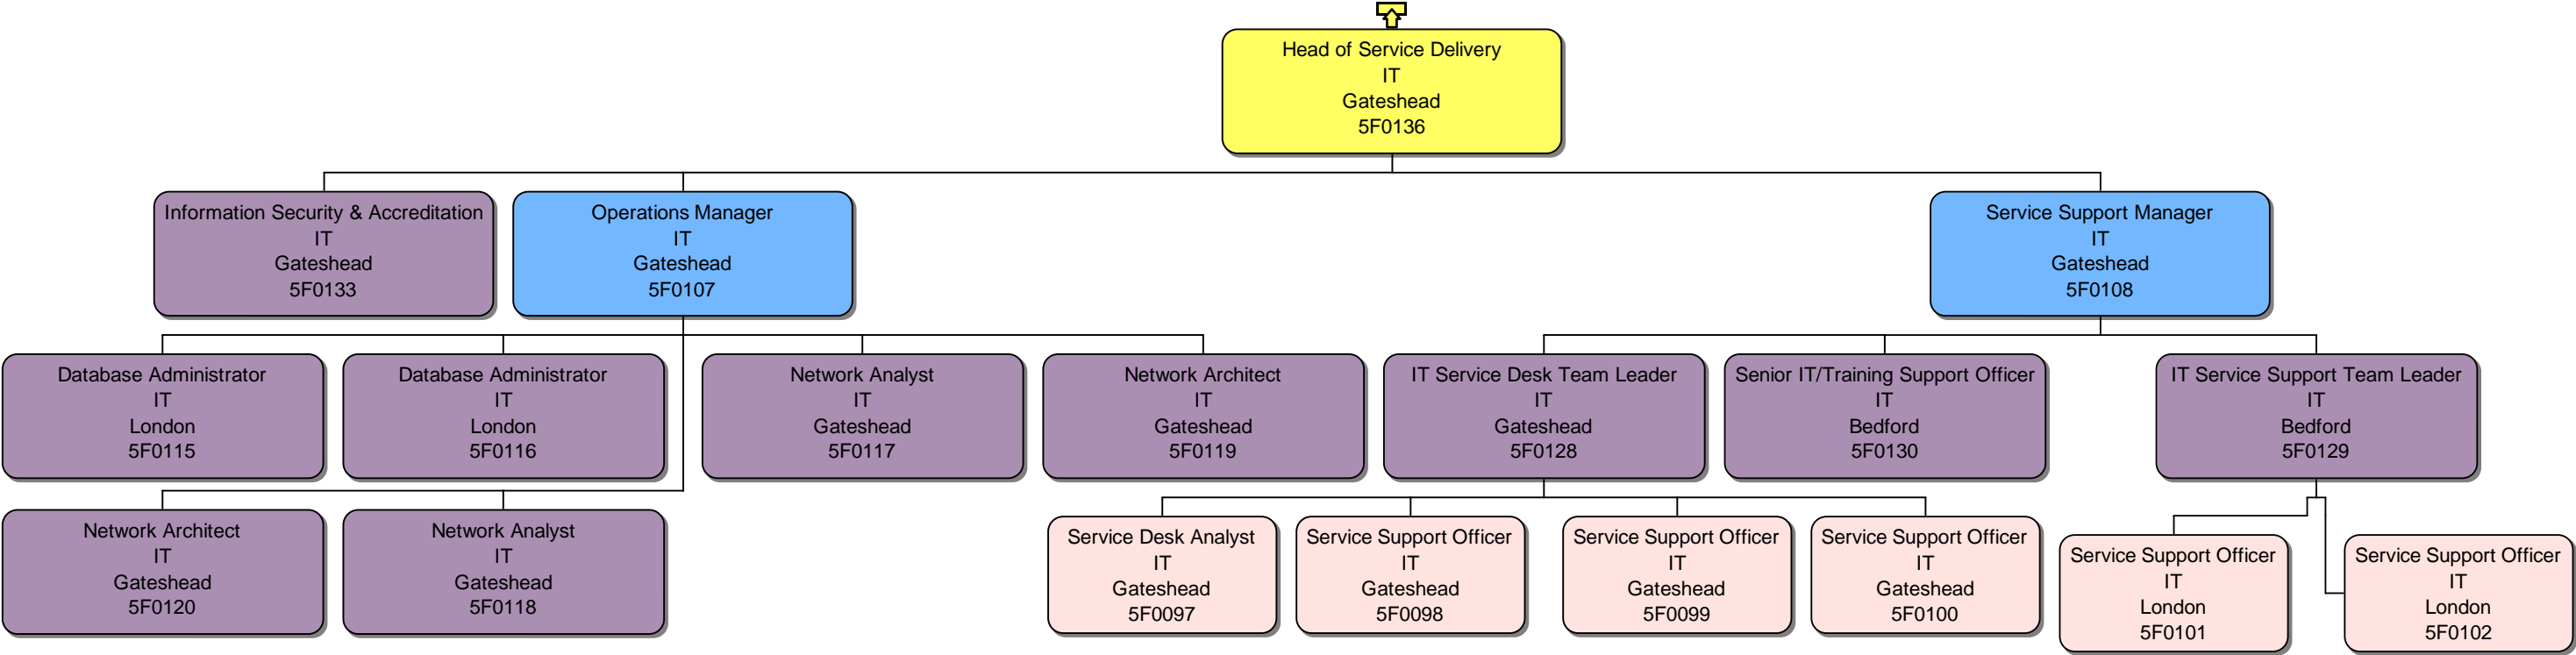 Head of Service Delivery
IT
Gateshead
5F0136
Information Security & Accreditation
IT
Gateshead
5F0133
Operations Manager
IT
Gateshead
5F0107
Service Support Manager
IT
Gateshead
5F0108
Database Administrator
IT
London
5F0115
Database Administrator
IT
London
5F0116
Network Analyst
IT
Gateshead
5F0117
Network Architect
IT
Gateshead
5F0119
IT Service Desk Team Leader
IT
Gateshead
5F0128
Senior IT/Training Support Officer
IT
Bedford
5F0130
IT Service Support Team Leader
IT
Bedford
5F0129
Network Architect
IT
Gateshead
5F0120
Network Analyst
IT
Gateshead
5F0118
Service Desk Analyst
IT
Gateshead
5F0097
Service Support Officer
IT
Gateshead
5F0098
Service Support Officer
IT
Gateshead
5F0099
Service Support Officer
IT
Gateshead
5F0100
Service Support Officer
IT
London
5F0101
Service Support Officer
IT
London
5F0102